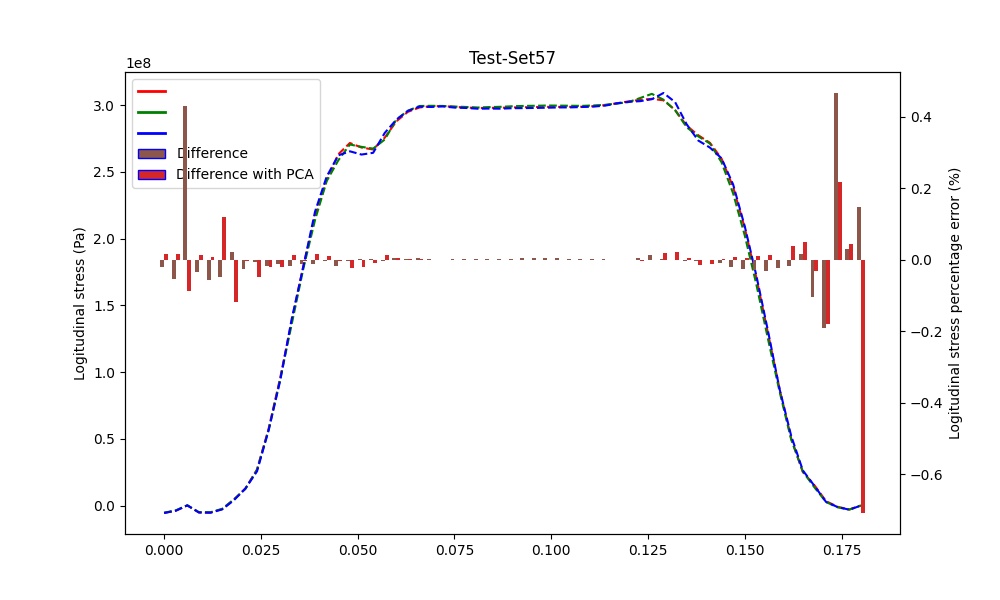 Test-Set57
1e8
Difference
Difference with PCA
3.0
2.5
2.0
1.5
1.0
0.5
0.0
Logitudinal stress (Pa)
0.4
0.2
0.0
−0.2
−0.4
−0.6
Logitudinal stress percentage error (%)
0.000 0.025 0.050 0.075 0.100 0.125 0.150 0.175